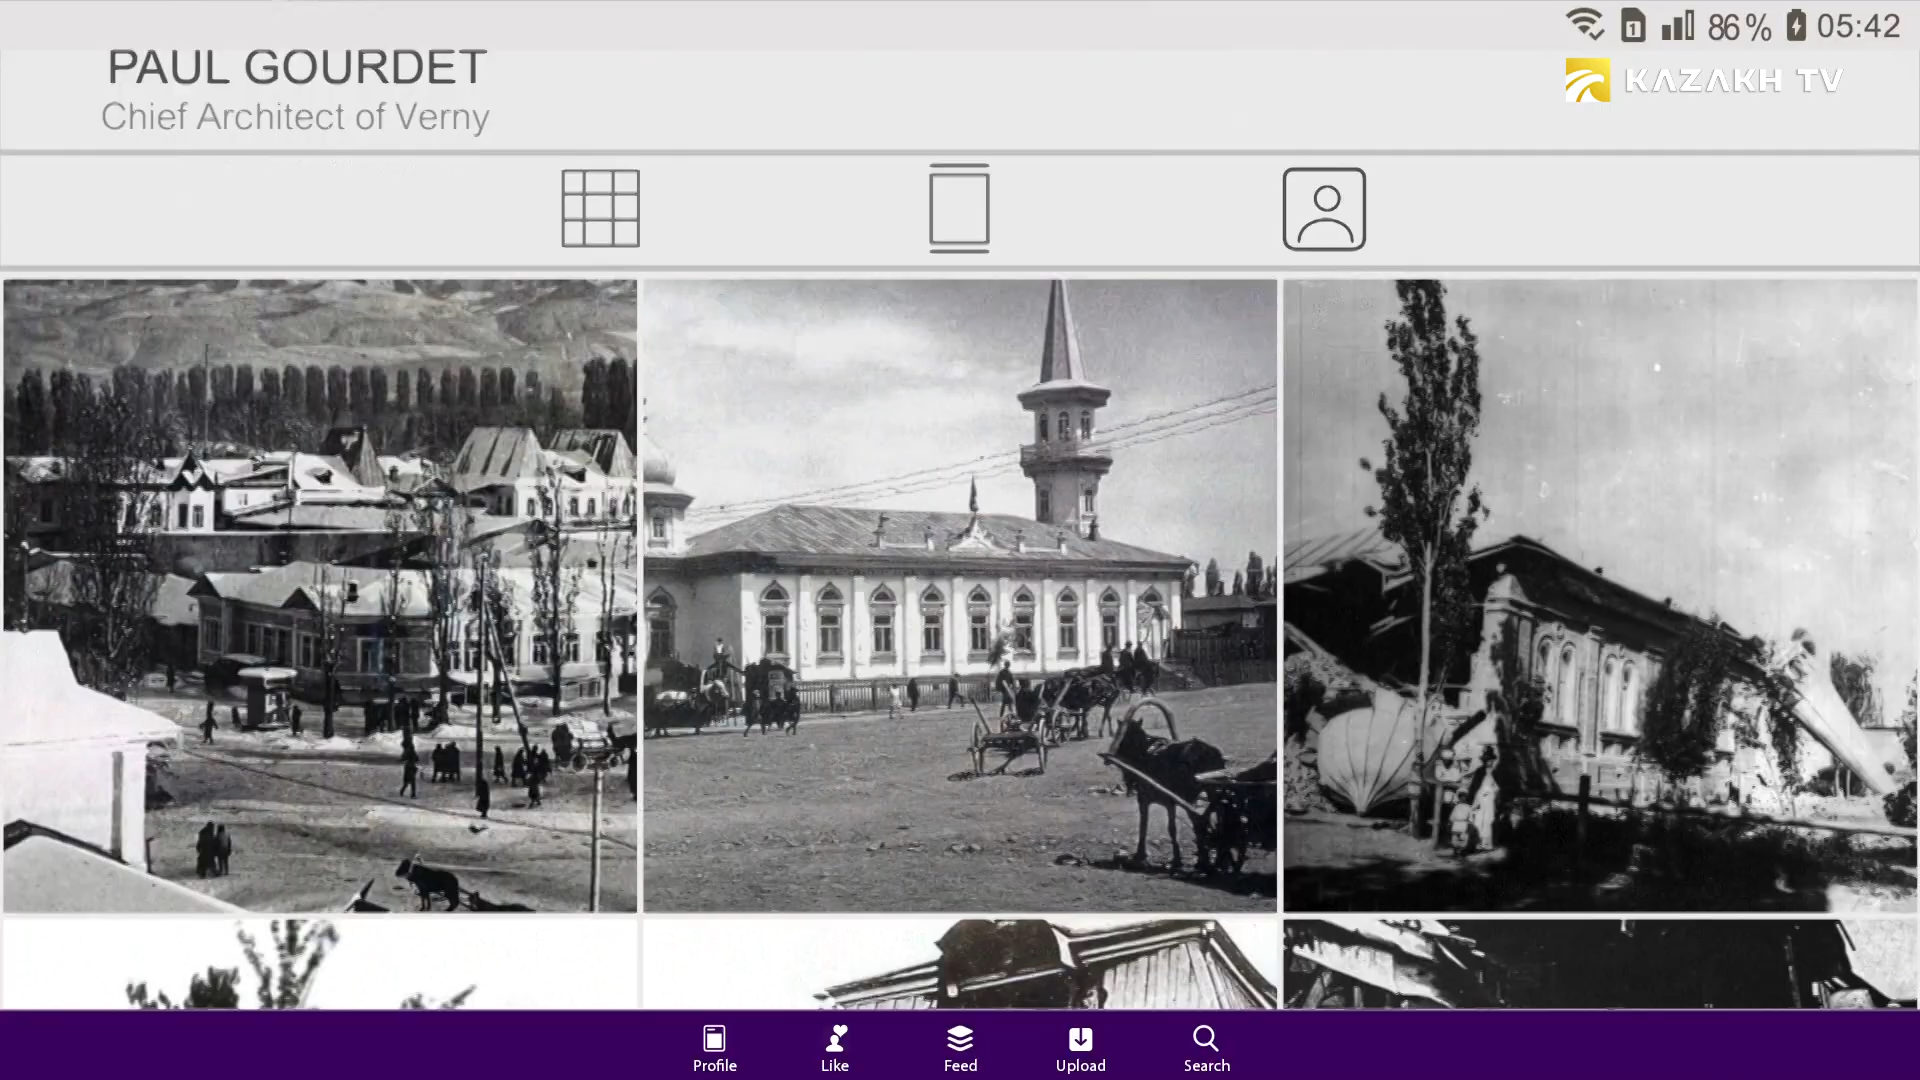 86% 05:42
PAUL GOURDET
KAZAKH TV
Chief Architect of Verny
Profile
Like
Feed
Upload
Search